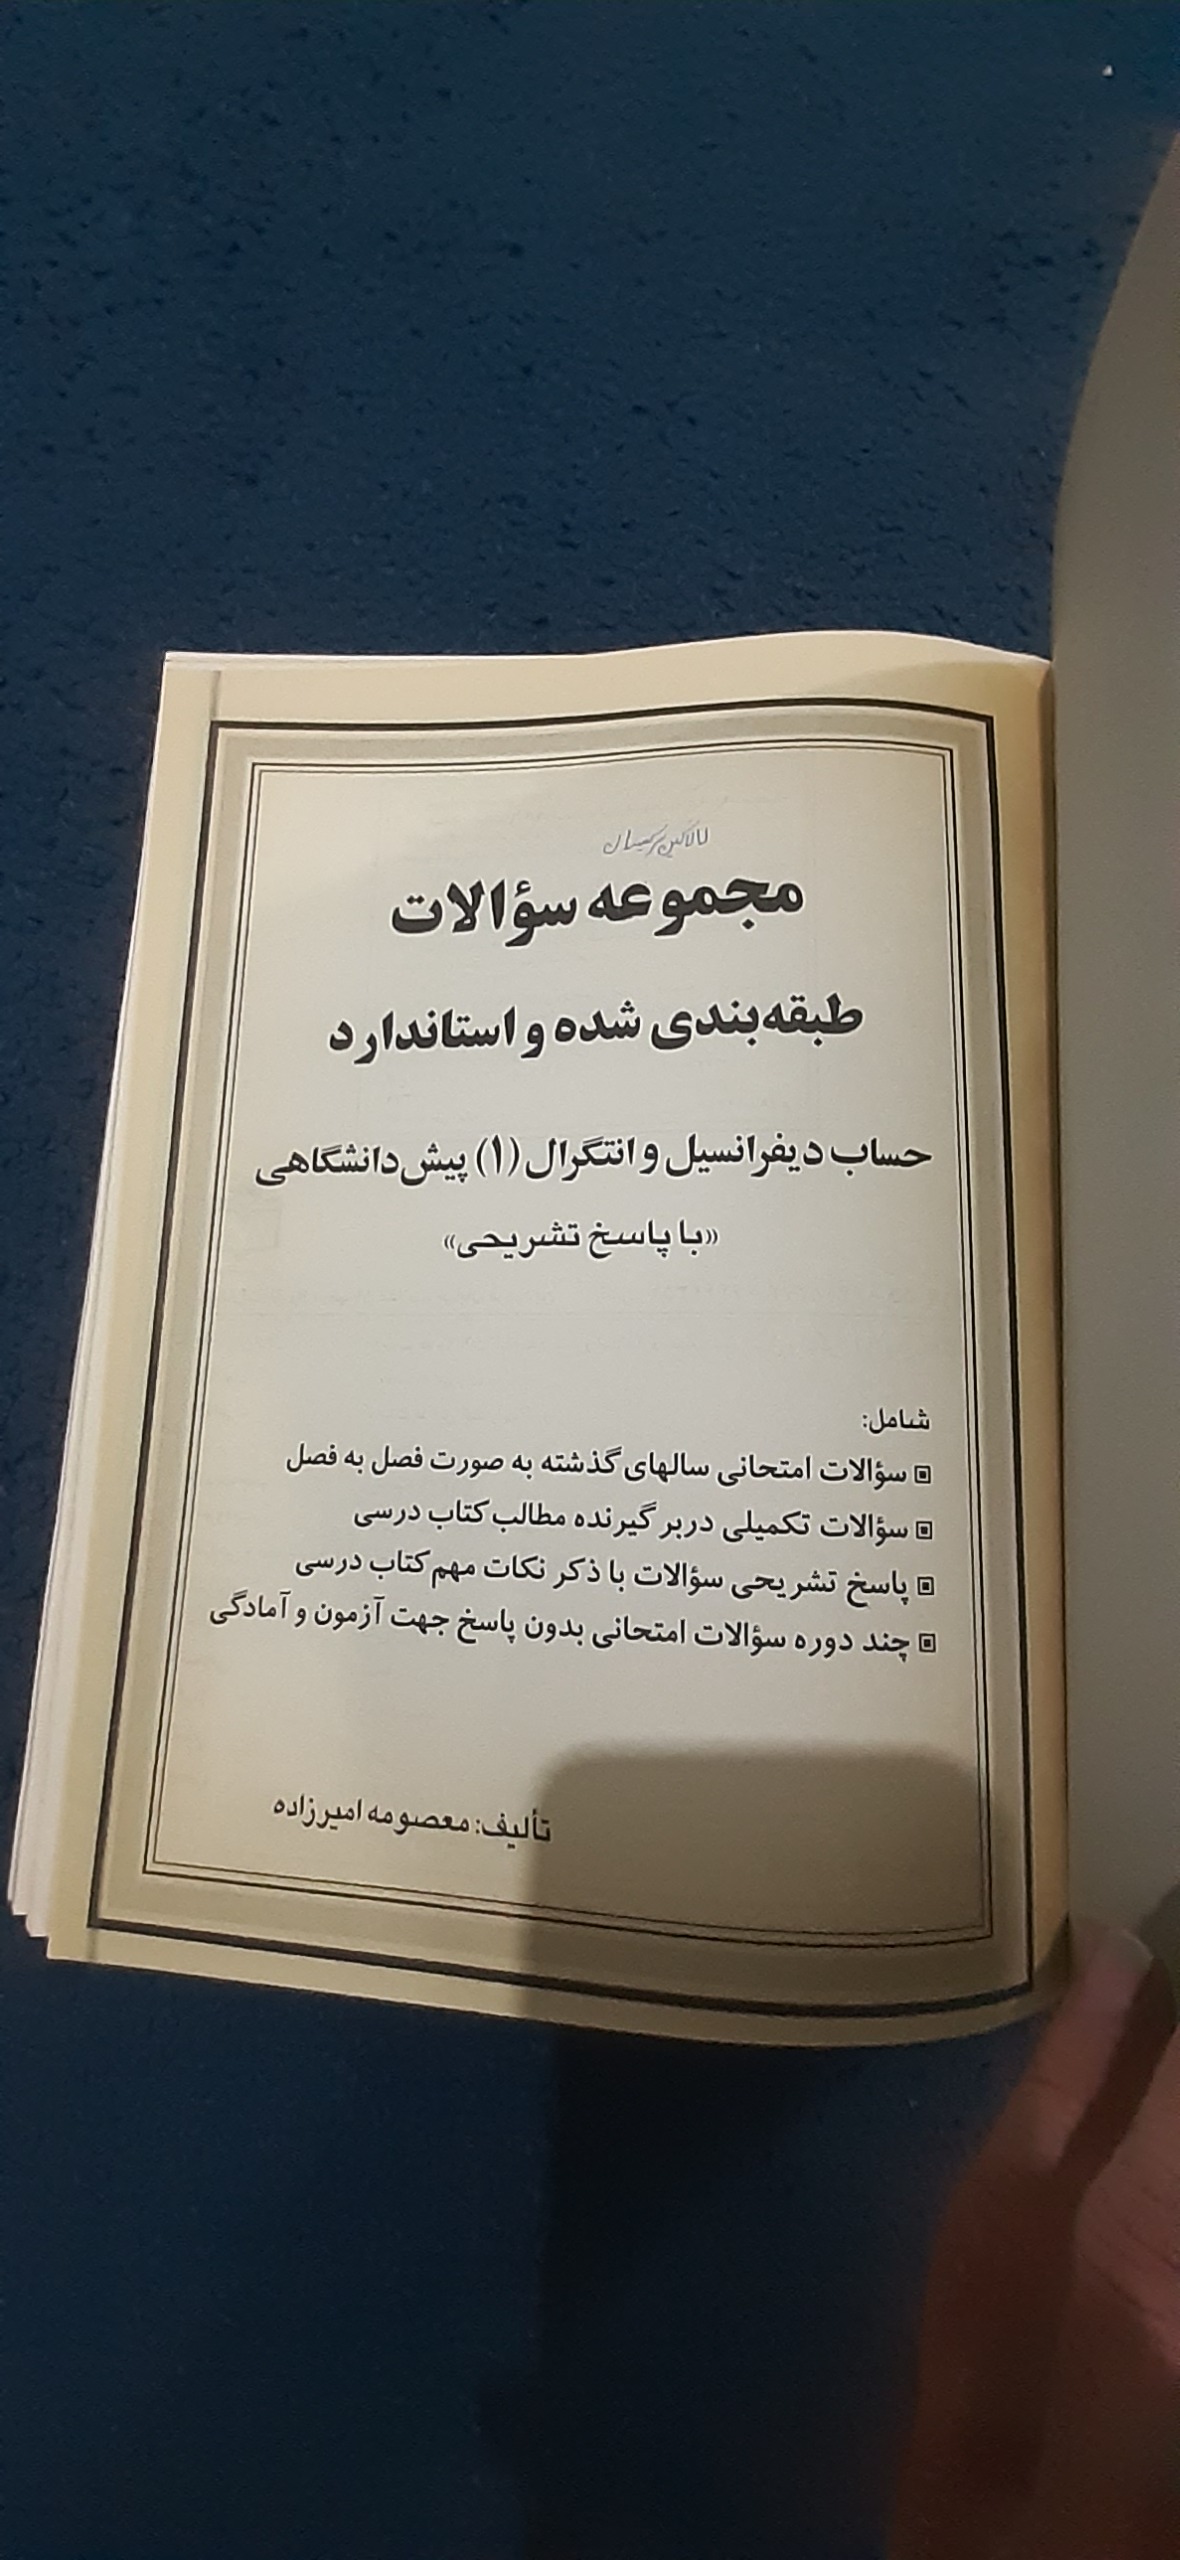 مجموعه سؤالات
طبقه‌بندی شده و استاندارد
حساب دیفرانسیل و انتگرال (۱) پیش‌دانشگاهی
«با پاسخ تشریحی»
شامل:
سؤالات امتحانی سالهای گذشته به صورت فصل به فصل
سؤالات تکمیلی دربر گیرنده مطالب کتاب درسی
پاسخ تشریحی سؤالات با ذکر نکات مهم کتاب درسی
چند دوره سؤالات امتحانی بدون پاسخ جهت آزمون و آمادگی
تألیف: معصومه امیرزاده